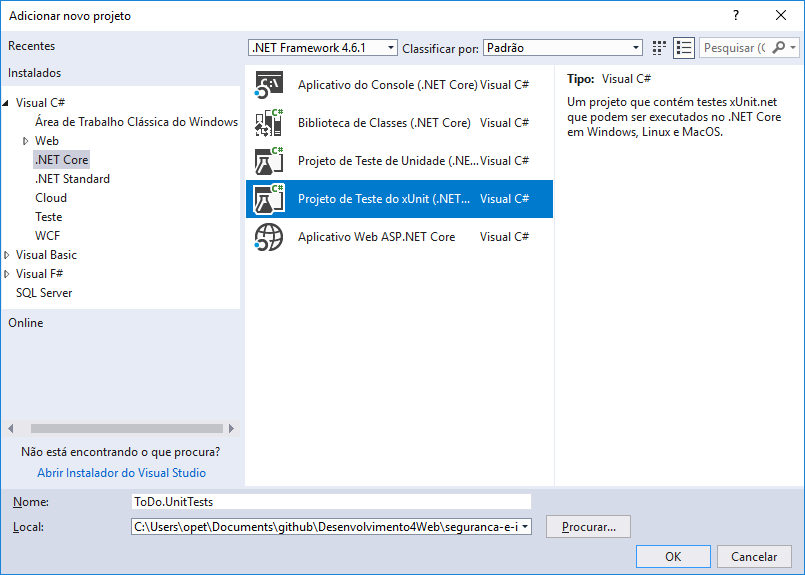 Adicionar novo projeto
?
Recentes
.NET Framework 4.6.1
Classificar por:
Padrão
Pesquisar (C
Instalados
Visual C#
Área de Trabalho Clássica do Windows
Web
.NET Core
.NET Standard
Cloud
Teste
WCF
Visual Basic
Visual F#
SQL Server
Online
Não está encontrando o que procura?
Abrir Instalador do Visual Studio
C:\
Aplicativo do Console (.NET Core) Visual C#
C#
Biblioteca de Classes (.NET Core) Visual C#
C#
Projeto de Teste de Unidade (.NE... Visual C#
C#
Projeto de Teste do xUnit (.NET... Visual C#
Aplicativo Web ASP.NET Core Visual C#
Tipo: Visual C#
Um projeto que contém testes xUnit.net
que podem ser executados no .NET Core
em Windows, Linux e MacOS.
Nome: ToDo.UnitTests
Local: C:\Users\opet\Documents\github\Desenvolvimento4Web\seguranca-e-i
Procurar...
OK
Cancelar